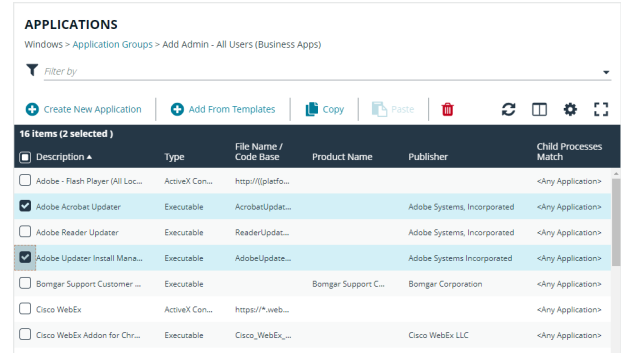 APPLICATIONS
Windows > Application Groups > Add Admin - All Users (Business Apps)
Filter by
Create New Application Add From Templates Copy Paste
16 items (2 selected )
Description Type File Name / Code Base Product Name Publisher Child Processes Match
Adobe - Flash Player (All Loc... ActiveX Con... http://((platfo... <Any Application>
Adobe Acrobat Updater Executable AcrobatUpdat... Adobe Systems, Incorporated <Any Application>
Adobe Reader Updater Executable ReaderUpdat... Adobe Systems, Incorporated <Any Application>
Adobe Updater Install Mana... Executable AdobeUpdate... Adobe Systems Incorporated <Any Application>
Bomgar Support Customer ... Executable Bomgar Support C... Bomgar Corporation <Any Application>
Cisco WebEx ActiveX Con... https://*.web... <Any Application>
Cisco WebEx Addon for Chr... Executable Cisco_WebEx_... Cisco WebEx LLC <Any Application>